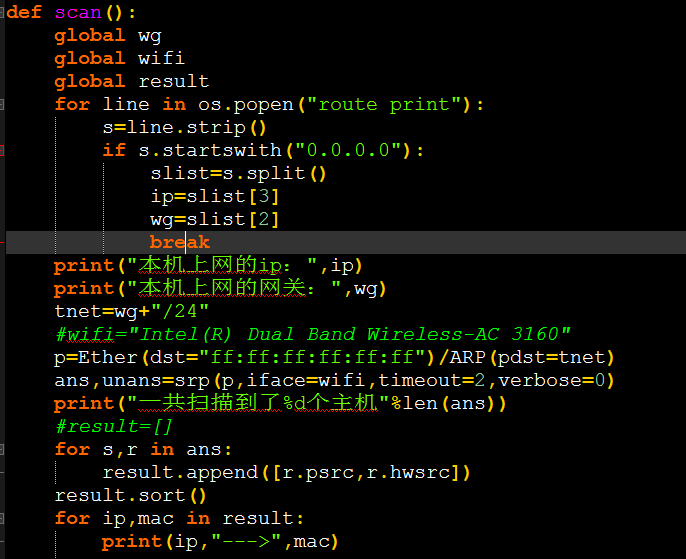 def scan():
    global wg
    global wifi
    global result
    for line in os.popen("route print"):
        s=line.strip()
        if s.startswith("0.0.0.0"):
            slist=s.split()
            ip=slist[3]
            wg=slist[2]
            break
    print("本机上网的ip：",ip)
    print("本机上网的网关：",wg)
    tnet=wg+"/24"
    #wifi="Intel(R) Dual Band Wireless-AC 3160"
    p=Ether(dst="ff:ff:ff:ff:ff:ff")/ARP(pdst=tnet)
    ans,unans=srp(p,iface=wifi,timeout=2,verbose=0)
    print("一共扫描到了%d个主机"%len(ans))
    #result=[]
    for s,r in ans:
        result.append([r.psrc,r.hwsrc])
    result.sort()
    for ip,mac in result:
        print(ip,"--->",mac)